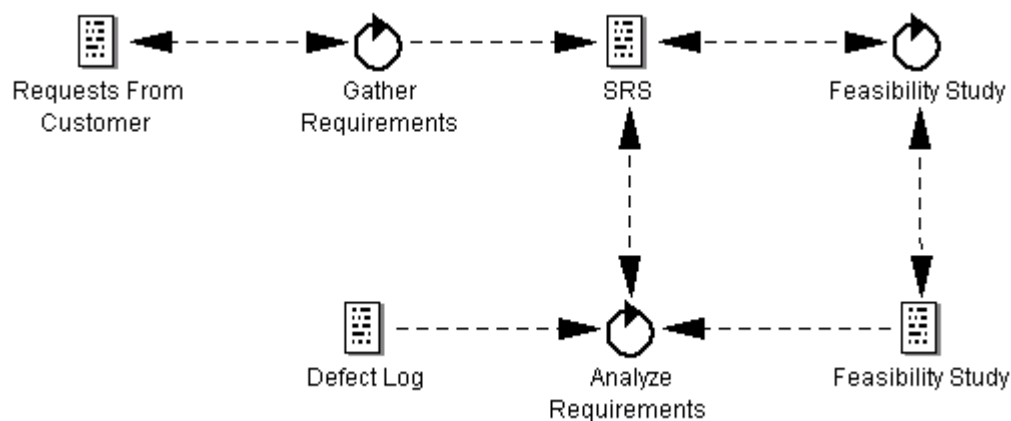 Requests From
Customer
Gather
Requirements
SRS
Feasibility Study
Defect Log
Analyze
Requirements
Feasibility Study